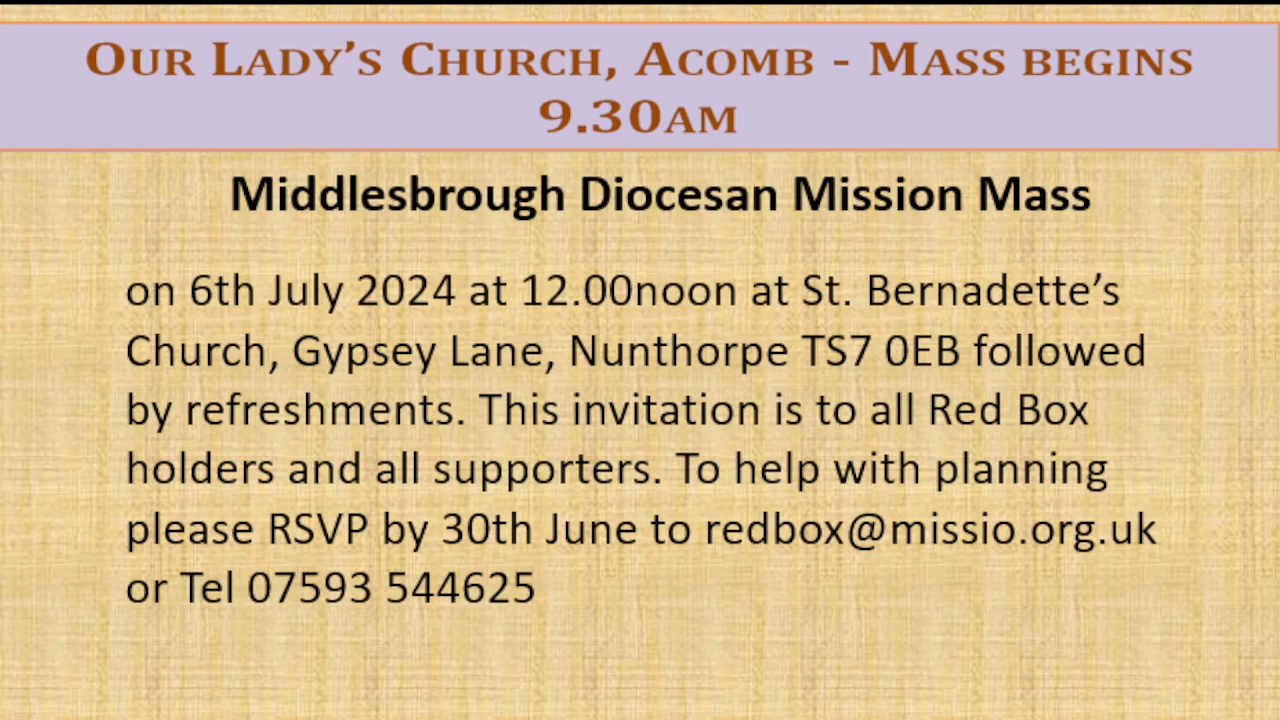 Our Lady’s Church, Acomb - Mass begins
9.30am
Middlesbrough Diocesan Mission Mass
on 6th July 2024 at 12.00noon at St. Bernadette’s
Church, Gypsey Lane, Nunthorpe TS7 0EB followed
by refreshments. This invitation is to all Red Box
holders and all supporters. To help with planning
please RSVP by 30th June to redbox@missio.org.uk
or Tel 07593 544625